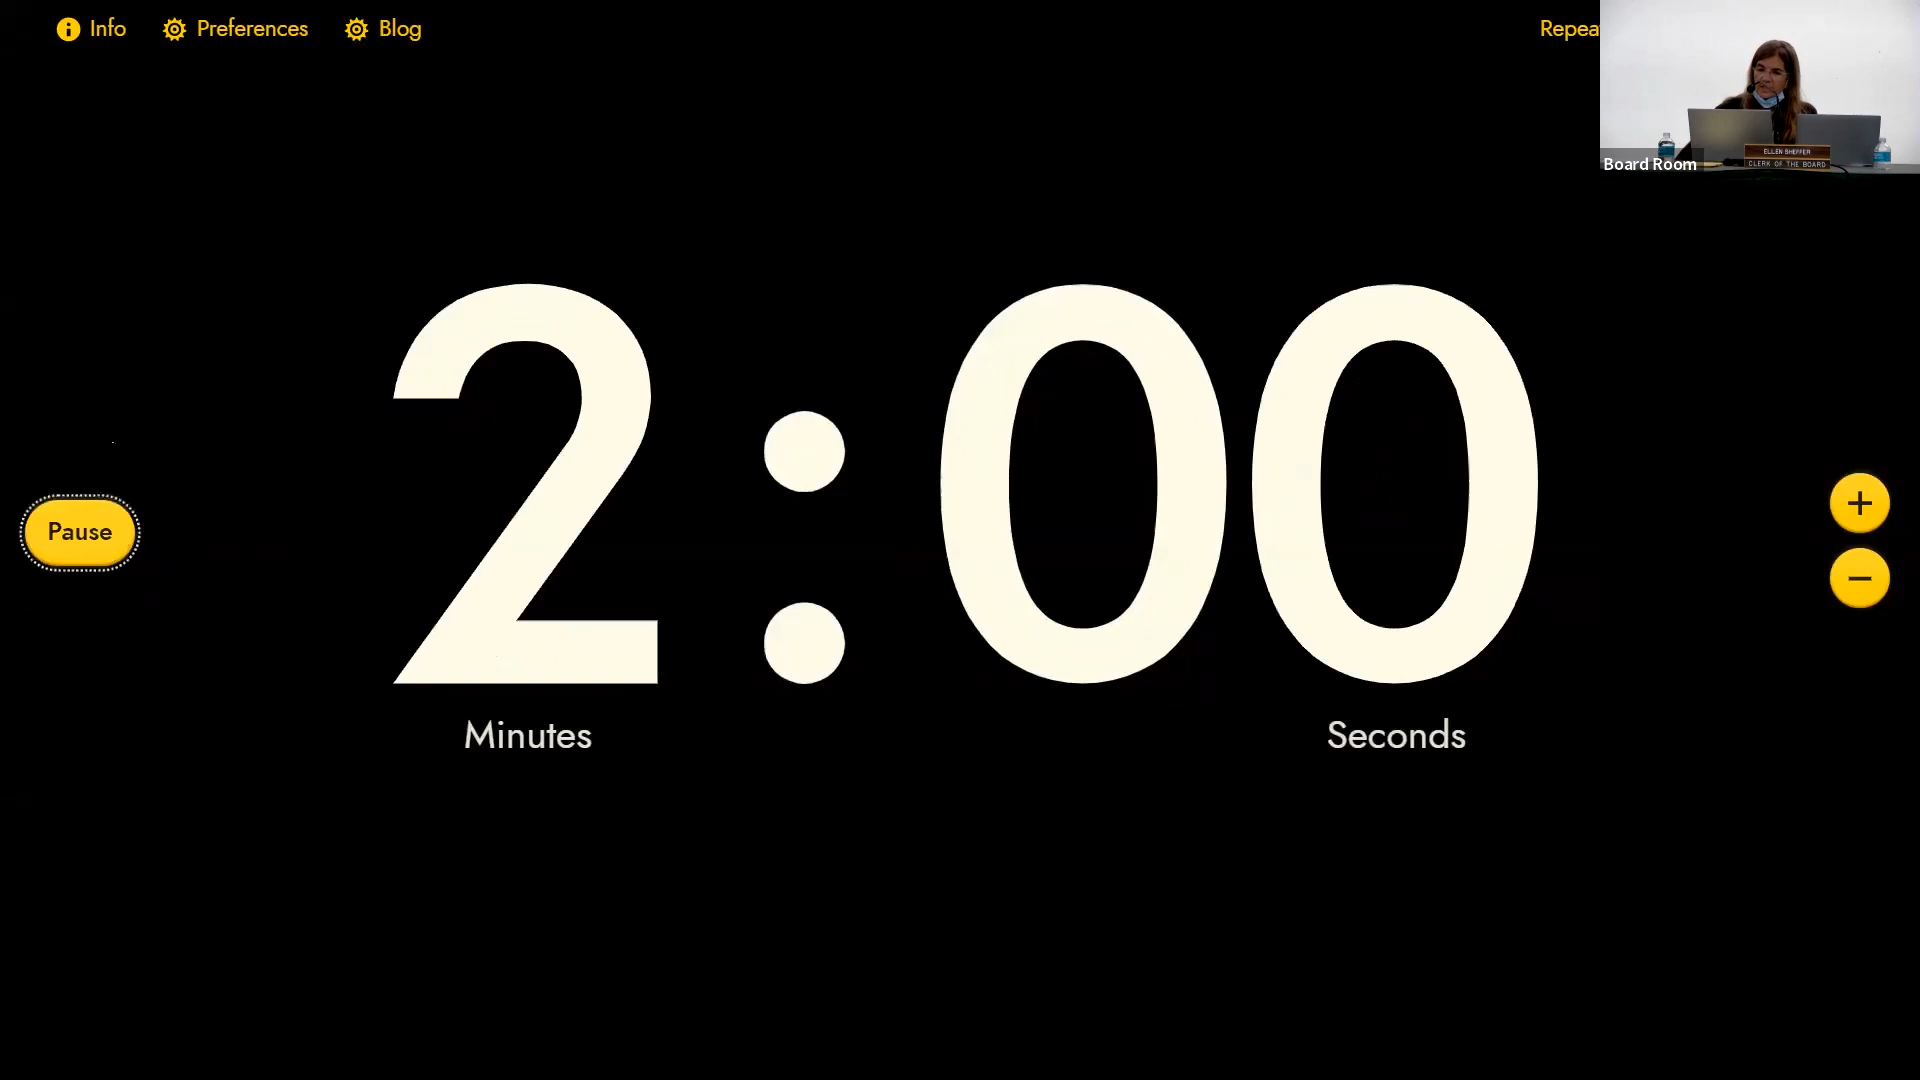 Info Preferences Blog Repea
ELLEN SHEFFER
CLERK OF THE BOARD
Board Room
2:00
Pause
+
−
Minutes Seconds